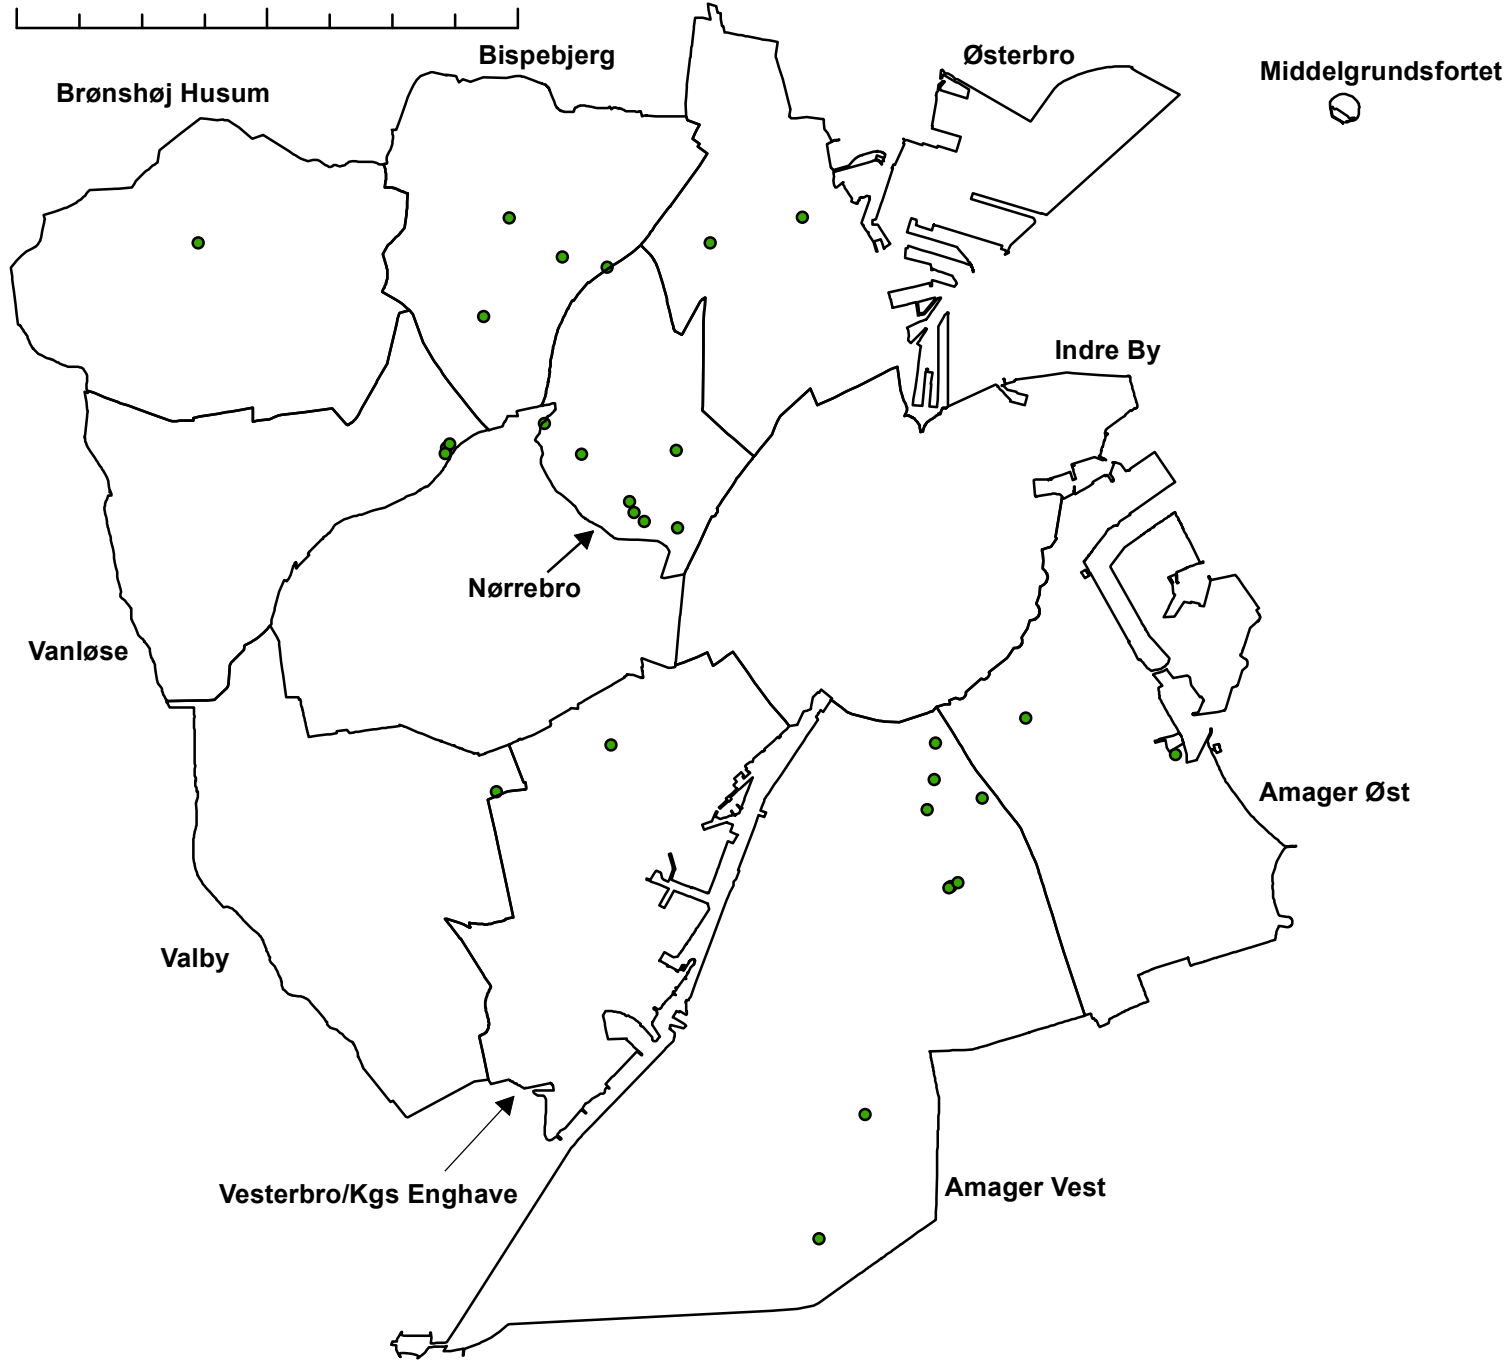 Bispebjerg
Østerbro
Middelgrundsfortet
Brønshøj Husum
Indre By
Nørrebro
Vanløse
Amager Øst
Valby
Vesterbro/Kgs Enghave
Amager Vest